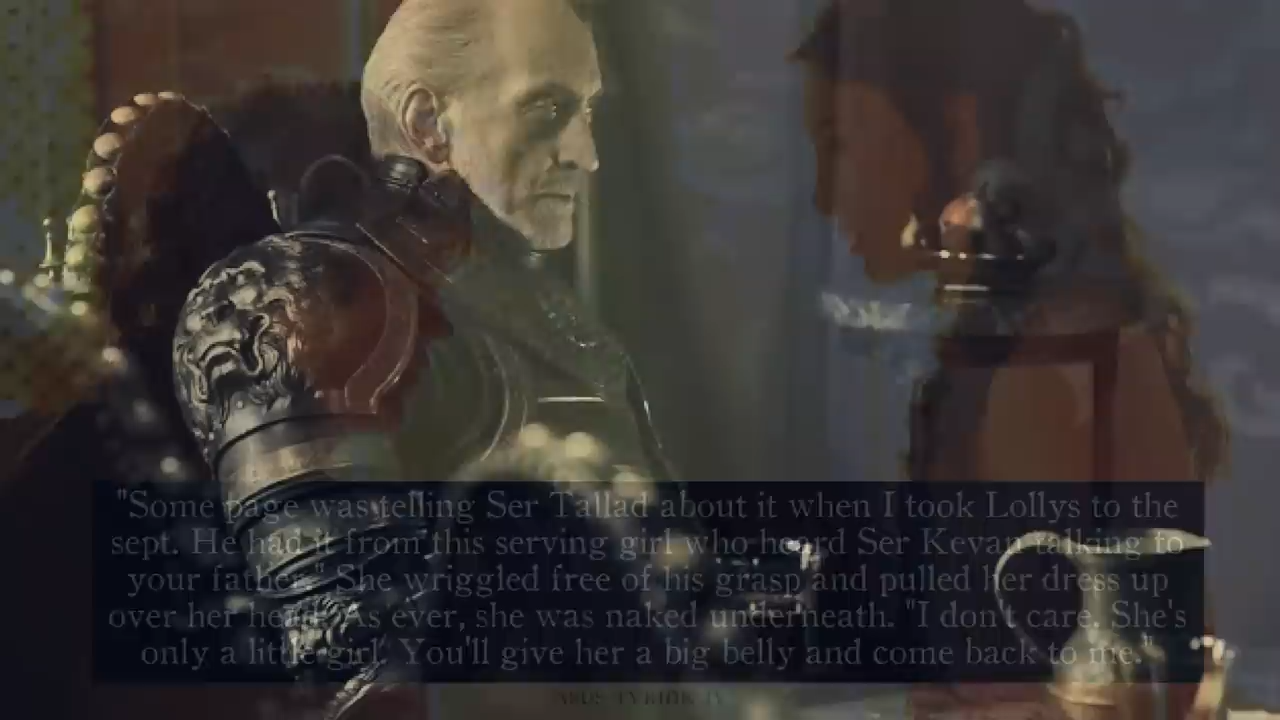 "Some page was telling Ser Tallad about it when I took Lollys to the
sept. He had it from this serving girl who heard Ser Kevan talking to
your father." She wriggled free of his grasp and pulled her dress up
over her head. As ever, she was naked underneath. "I don't care. She's
only a little girl. You'll give her a big belly and come back to me."
TYRION IV